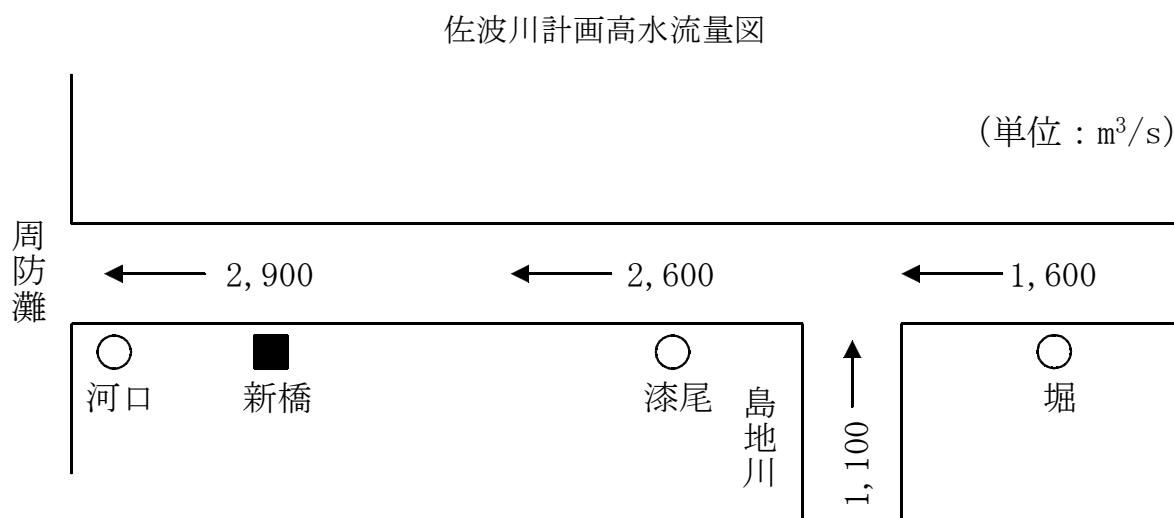 佐波川計画高水流量図
(単位：m³/s)
周防灘
2,900
2,600
1,600
河口
新橋
漆尾
島地川
1,100
堀